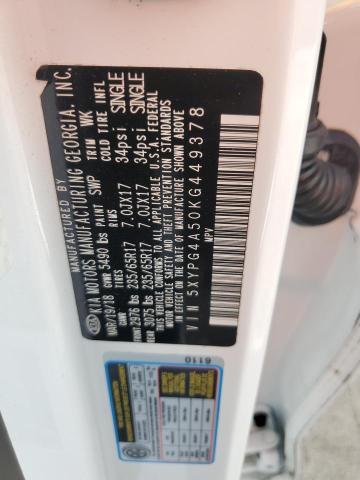 MANUFACTURED BY
KIA MOTORS MANUFACTURING GEORGIA, INC.
MAR/19/18 GVWR 5490 lbs PAINT SWP TRIM WK
GAWR TIRES RIMS COLD TIRE INFL
FRONT 2976 lbs 235/65R17 7.0JX17 34psi SINGLE
REAR 3075 lbs 235/65R17 7.0JX17 34psi SINGLE
THIS VEHICLE CONFORMS TO ALL APPLICABLE U.S.A FEDERAL
MOTOR VEHICLE SAFETY AND THEFT PREVENTION STANDARDS
IN EFFECT ON THE DATE OF MANUFACTURE SHOWN ABOVE
VIN 5XYPG4A50KG449378
MPV
6110